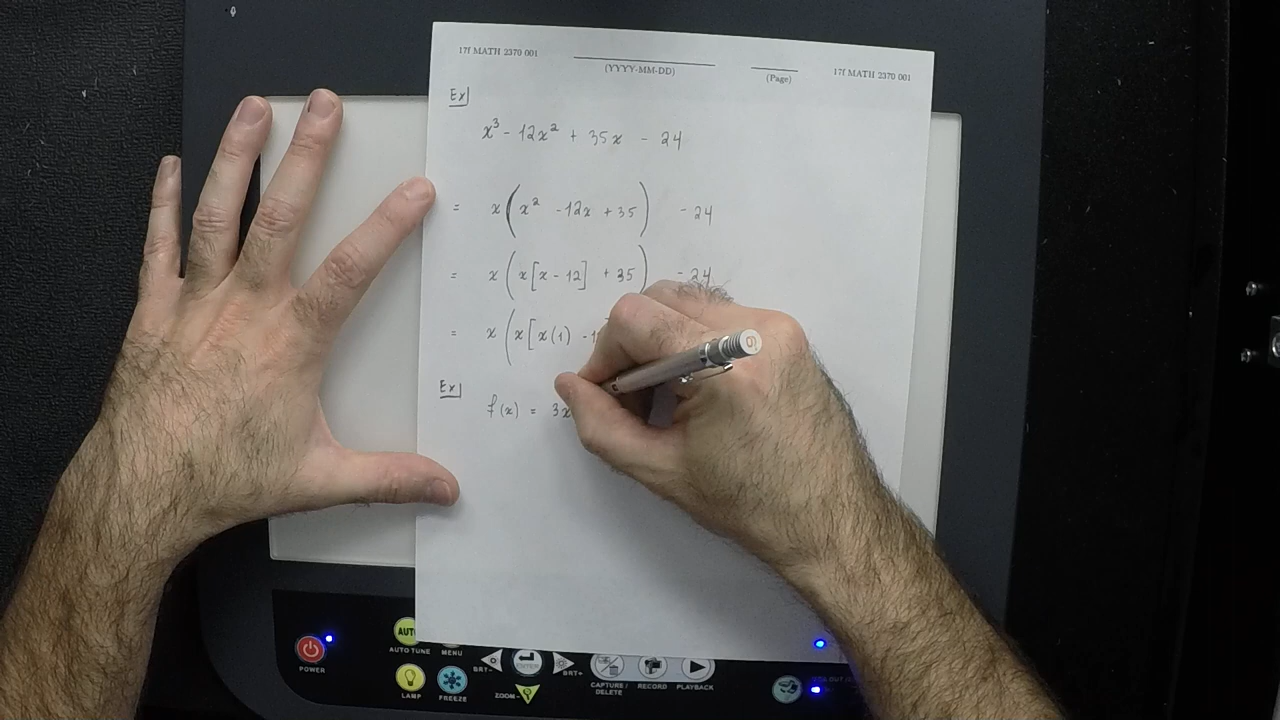 17f MATH 2370 001 (YYYY-MM-DD) (Page) 17f MATH 2370 001
Ex
x³ - 12x² + 35x - 24
= x(x² - 12x + 35) - 24
= x(x[x - 12] + 35) - 24
= x(x[x(1) - 1
Ex
f(x) = 3x
POWER
AUTO TUNE
MENU
LAMP
FREEZE
BRT-
ENTER
BRT+
ZOOM-
CAPTURE / DELETE
RECORD
PLAYBACK